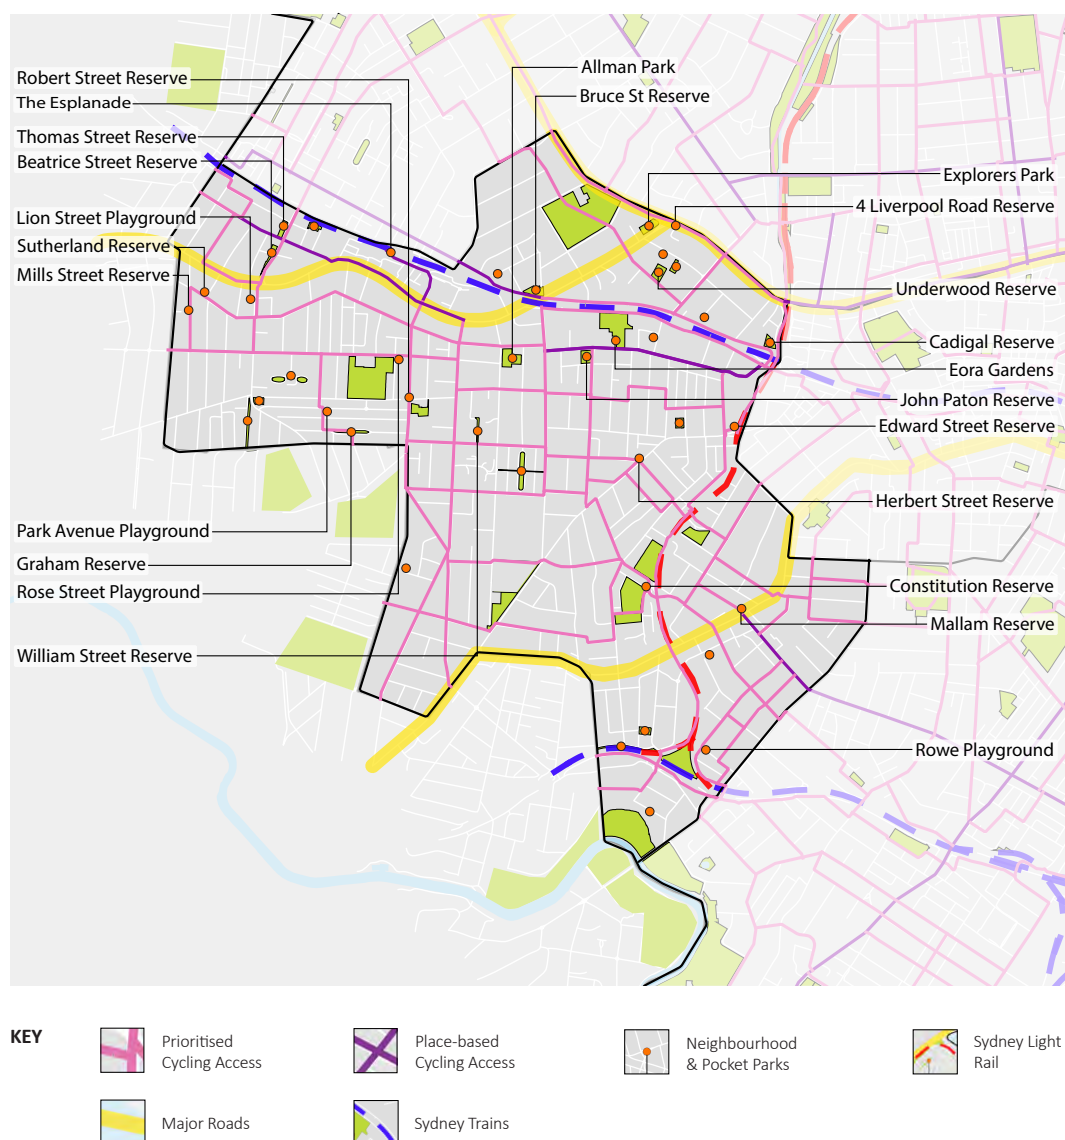 Robert Street Reserve
The Esplanade
Thomas Street Reserve
Beatrice Street Reserve
Lion Street Playground
Sutherland Reserve
Mills Street Reserve
Allman Park
Bruce St Reserve
Explorers Park
4 Liverpool Road Reserve
Underwood Reserve
Cadigal Reserve
Eora Gardens
John Paton Reserve
Edward Street Reserve
Herbert Street Reserve
Park Avenue Playground
Graham Reserve
Rose Street Playground
William Street Reserve
Constitution Reserve
Mallam Reserve
Rowe Playground
KEY
Prioritised
Cycling Access
Place-based
Cycling Access
Neighbourhood
& Pocket Parks
Sydney Light
Rail
Major Roads
Sydney Trains